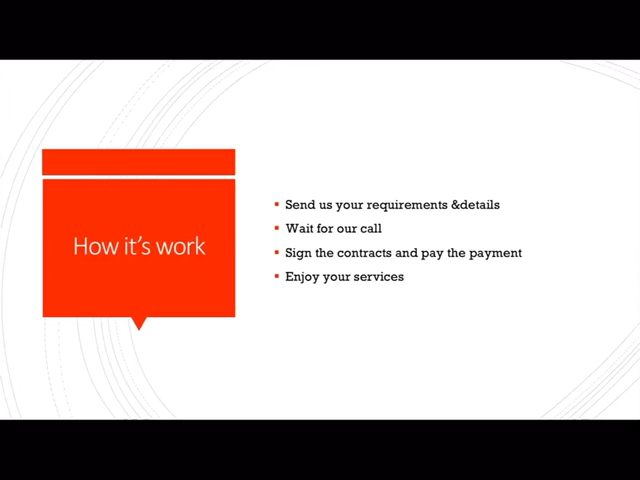 How it's work
Send us your requirements &details
Wait for our call
Sign the contracts and pay the payment
Enjoy your services